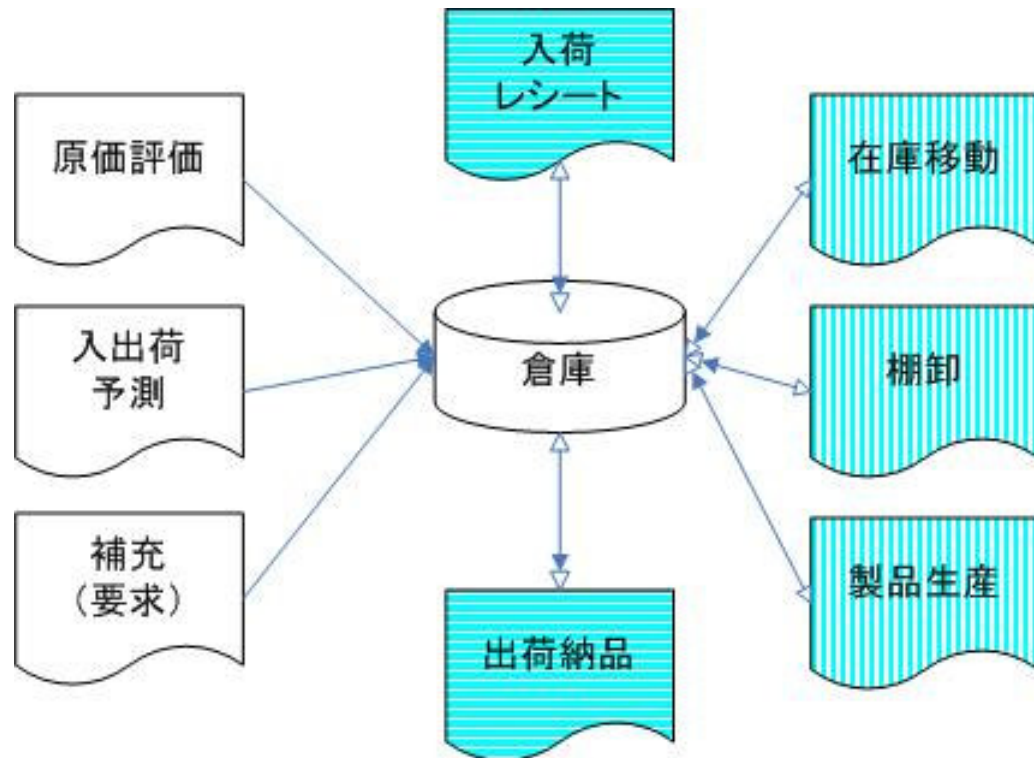 入荷
レシート
原価評価
在庫移動
入出荷
予測
倉庫
棚卸
補充
（要求）
出荷納品
製品生産